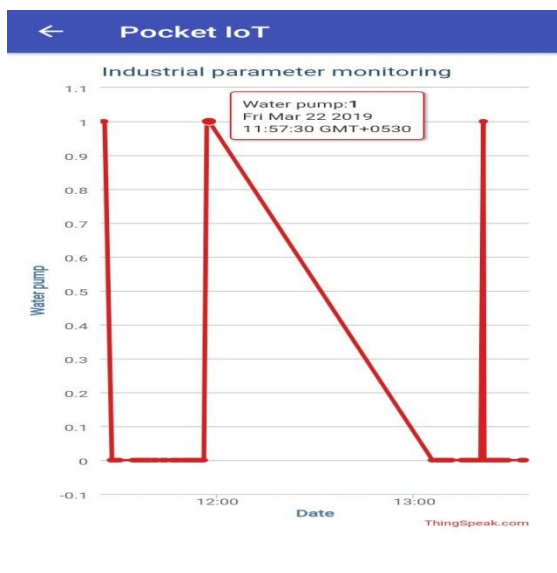 Pocket IoT
Industrial parameter monitoring
1.1
Water pump:1
Fri Mar 22 2019
11:57:30 GMT+0530
1
0.9
0.8
0.7
0.6
0.5
0.4
0.3
0.2
0.1
0
-0.1
Water pump
12:00
13:00
Date
ThingSpeak.com